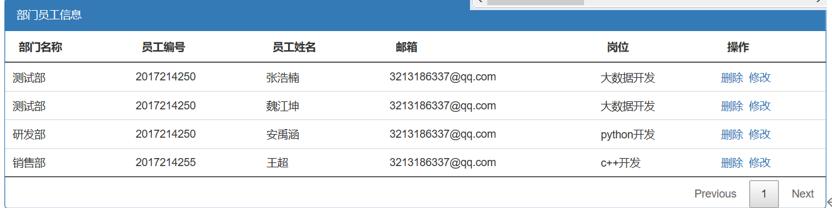 部门员工信息
部门名称 员工编号 员工姓名 邮箱 岗位 操作
测试部 2017214250 张浩楠 3213186337@qq.com 大数据开发 删除 修改
测试部 2017214250 魏江坤 3213186337@qq.com 大数据开发 删除 修改
研发部 2017214250 安禹涵 3213186337@qq.com python开发 删除 修改
销售部 2017214255 王超 3213186337@qq.com c++开发 删除 修改
Previous 1 Next